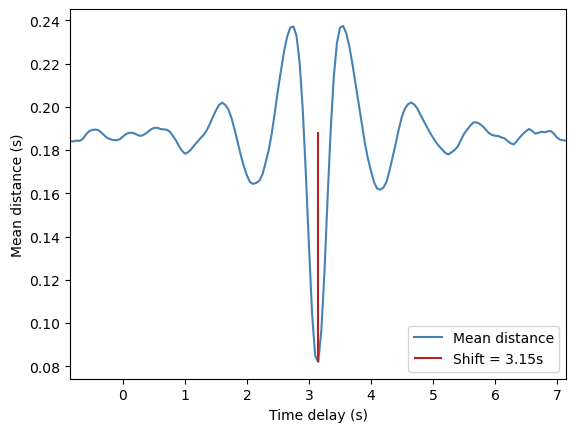 0.24
0.22
0.20
0.18
0.16
0.14
0.12
0.10
0.08
Mean distance (s)
0 1 2 3 4 5 6 7
Time delay (s)
Mean distance
Shift = 3.15s